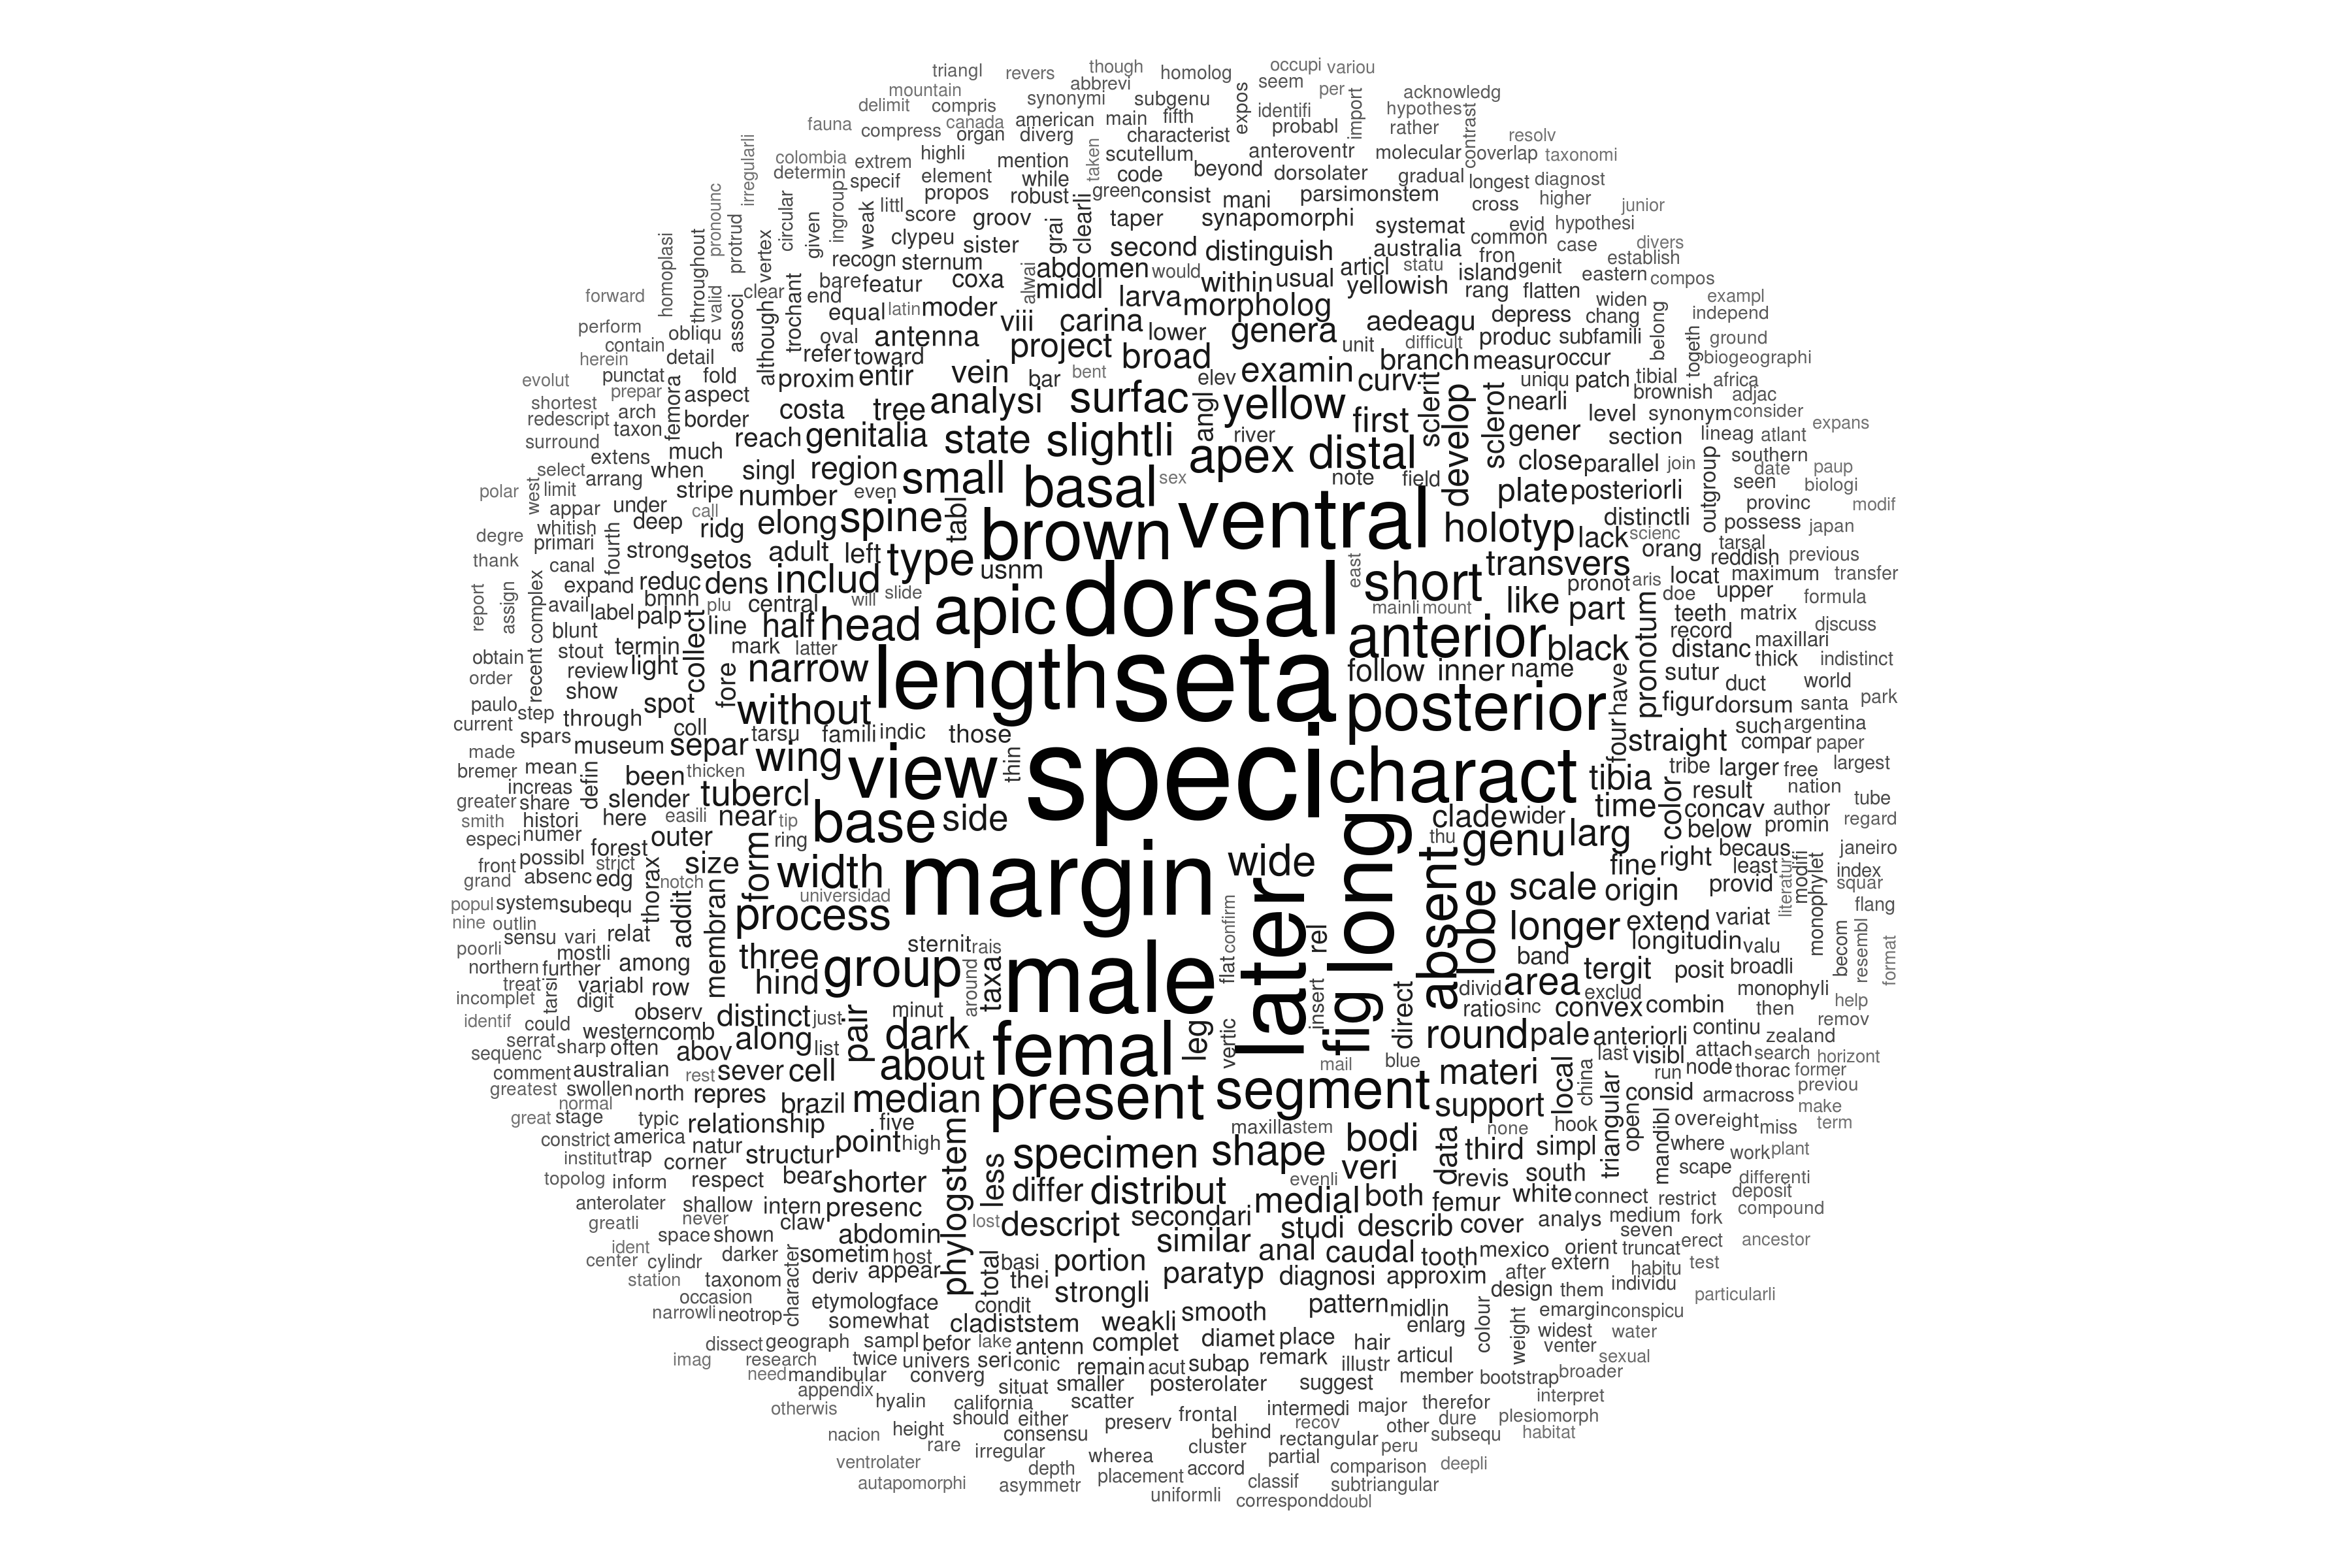 triangl revers though homolog occupi variou
mountain abbrevi seem per acknowledg
delimit compris synonymi subgenu expos identifi import hypothest contrast
fauna compress canada organ american diverg main fifth characterist probabl rather resolv
irregularli colombia extrem highli mention taken scutellum anteroventr molecular overlap taxonomi
determin specif element while code beyond dorsolater gradual longest diagnost
pronounc circular ingroup littl propos robust green consist mani parsimonstem cross higher junior
protrud given weak score groov grai clearli taper synapomorphi systemat evid hypothesi
homoplasi throughout vertex clypeu sister second distinguish australia common case divers
recogn sternum alwai abdomen would within usual articl statu fron island genit establish
forward valid clear trochant end bare featur coxa middl larva morpholog yellowish rang flatten eastern compos
perform obliqu associ although equal latin moder viii carina lower genera aedeagu depress chang widen belong exampl independ
contain oval antenna project broad unit difficult produc subfamili togeth ground
herein detail refer toward vein bar bent elev examin branch measur occur biogeographi
evolut punctat fold proxim entir analysi surfac angl yellow curv sclerit uniqu patch tibial africa
shortest prepar femora aspect costa tree first develop sclerot nearli brownish adjac
redescript arch taxon border reach genitalia state slightli river apex distal gener level synonym consider expans
surround extens much singl region small basal sex note field close parallel section lineag atlant
polar select arrang when stripe number even join outgroup southern date paup
west limit appar under call tabl ventral plate posteriorli seen biologi
degre whitish fourth deep ridg elong spine brown holotyp lack distinctli provinc modif
thank primari strong setos adult left type usnm east scienc orang possess japan
report assign complex canal expand reduc dens includ slide dorsal short transvers pronot aris locat tarsal reddish previous
avail label bmnh plu central will apic mainli mount like part doe upper maximum transfer
blunt palp collect line half head anterior black pronotum teeth matrix formula
obtain recent stout termin mark latter narrow length seta follow inner name record distanc maxillari discuss
order review light fore have sutur thick indistinct
paulo show spot without posterior four figur dorsum duct world santa park
current step through coll tarsu famili indic those straight such argentina
made spars museum separ wing view thin speci charact tibia compar paper
bremer mean defin been thicken tubercl tribe larger free largest
increas slender near tip base side time color result nation tube
greater share here easili clade wider concav author regard
smith histori outer ring thu genu larg below promin
especi numer forest size form width margin wide long fine right becaus janeiro
front possibl strict thorax notch universidad later absent lobe scale origin least literatur modifi index
grand absenc edg membran process provid monophylet squar
popul system subequ addit confirm longer extend variat flang
nine outlin relat three sternit rais flat rel longitudin valu becom resembl format
poorli sensu vari among hind group around taxa male insert fig band tergit posit broadli
northern mostli variabl row area divid exclud monophyli
incomplet treat further tarsi digit observ distinct just pair minut leg vertic direct ratio sinc convex combin then help
identif could western comb along dark femal round pale anteriorli continu zealand remov
sequenc serrat sharp often abov list about mail blue last visibl attach search horizont
comment australian rest sever cell present segment materi local china run node thorac former
greatest swollen north repres brazil median support triangular consid arm across previou
great normal stage typic relationship five maxilla stem none hook open over eight miss make term
constrict america natur structur point high phylogstem less specimen shape bodi data third simpl mandibl where work plant
institut trap corner bear shorter veri revis south scape
topolog inform respect presenc differ distribut evenli medial both femur white connect restrict differenti
anterolater shallow intern claw lost descript secondari studi describ cover analys medium fork deposit compound
greatli never space shown abdomin similar anal caudal tooth mexico orient seven truncat erect ancestor
ident center cylindr darker sometim host total basi portion paratyp diagnosi approxim after extern habitu test
station taxonom character deriv appear thei strongli design them individu
occasion etymolog face condit smooth pattern midlin colour weight emargin conspicu particularli
narrowli neotrop somewhat cladiststem weakli enlarg widest water
dissect geograph sampl befor lake antenn complet diamet place hair venter
imag research twice univers seri conic remain acut subap remark illustr articul sexual
need mandibular converg situat smaller posterolater suggest member bootstrap broader
appendix hyalin california scatter intermedi major therefor interpret
otherwis should either preserv frontal recov other dure plesiomorph
nacion height consensu behind rectangular peru subsequ habitat
rare irregular wherea cluster partial
ventrolater depth placement accord comparison deepli
autapomorphi asymmetr classif subtriangular
uniformli correspond doubl